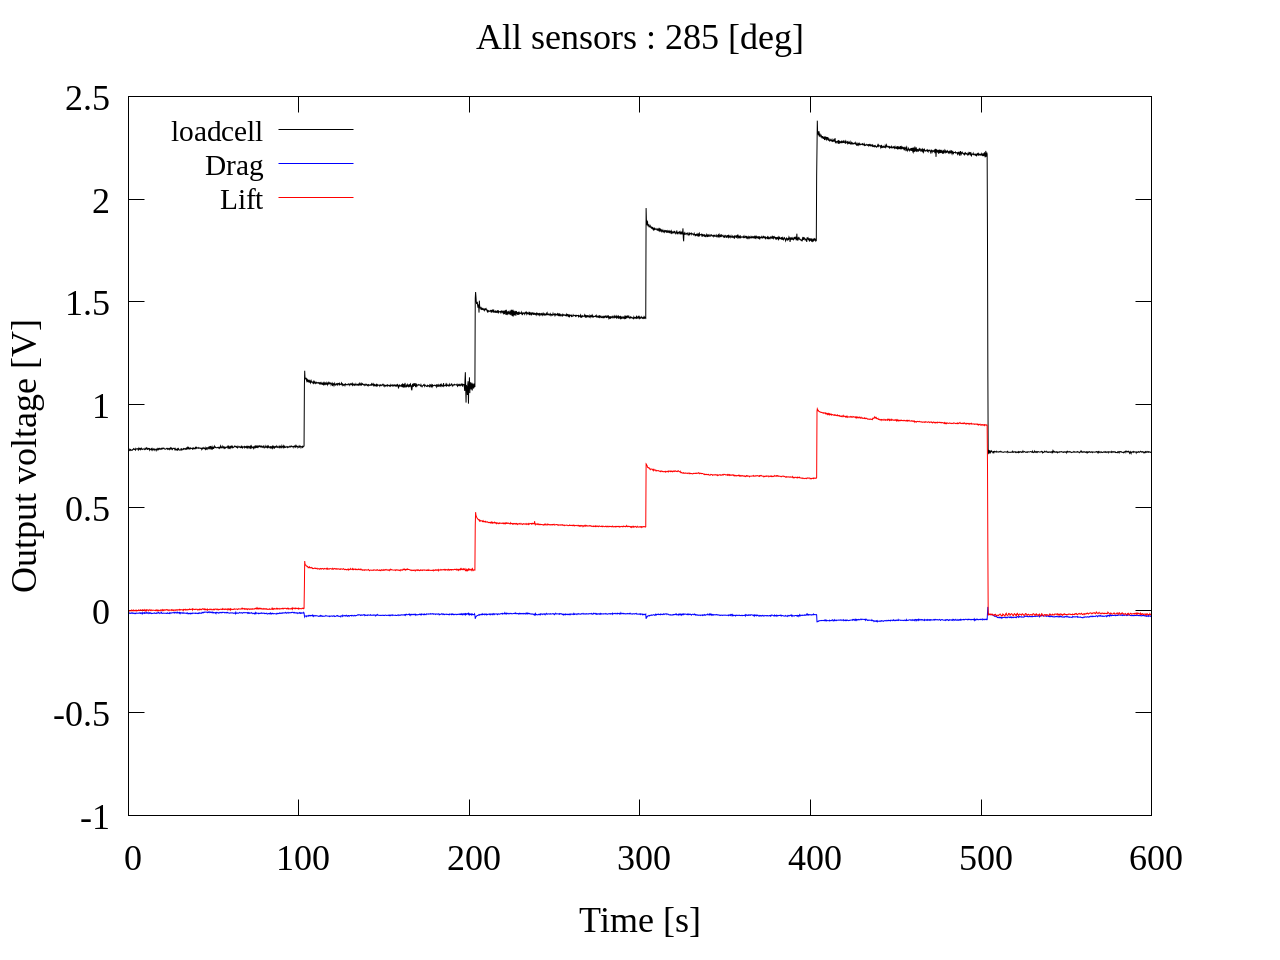 All sensors : 285 [deg]
2.5
2
1.5
1
0.5
0
-0.5
-1
loadcell
Drag
Lift
Output voltage [V]
0 100 200 300 400 500 600
Time [s]